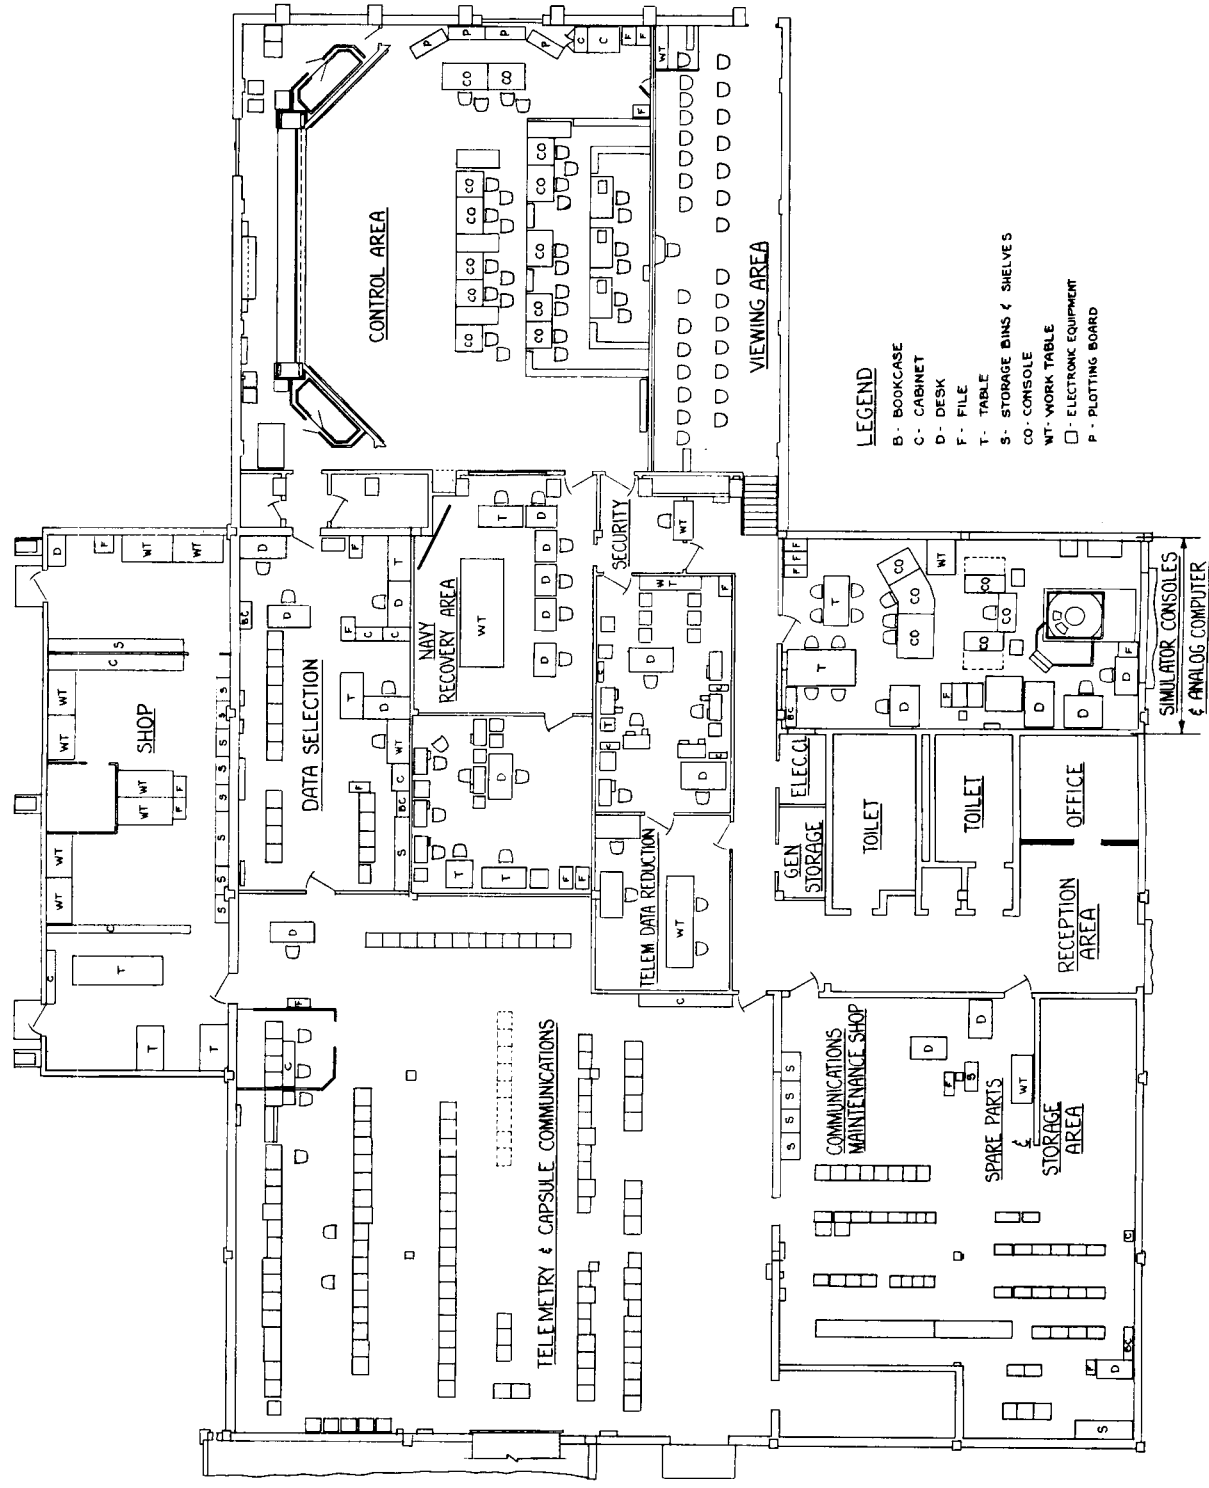 SHOP
CONTROL AREA
VIEWING AREA
DATA SELECTION
NAVY
RECOVERY AREA
SECURITY
TELEM DATA REDUCTION
TELEMETRY & CAPSULE COMMUNICATIONS
GEN
STORAGE
ELEC.CL
TOILET
TOILET
OFFICE
RECEPTION
AREA
COMMUNICATIONS
MAINTENANCE SHOP
SPARE PARTS
&
STORAGE
AREA
SIMULATOR CONSOLES
& ANALOG COMPUTER
LEGEND
B - BOOKCASE
C - CABINET
D - DESK
F - FILE
T - TABLE
S - STORAGE BINS & SHELVES
CO - CONSOLE
WT - WORK TABLE
- ELECTRONIC EQUIPMENT
P - PLOTTING BOARD